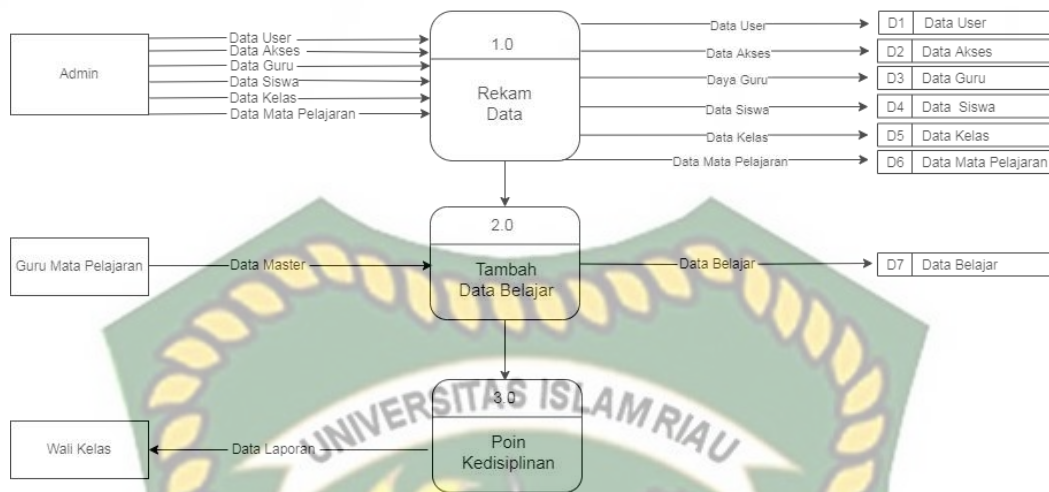 Admin
Data User
Data Akses
Data Guru
Data Siswa
Data Kelas
Data Mata Pelajaran
1.0
Rekam
Data
Data User
Data Akses
Daya Guru
Data Siswa
Data Kelas
Data Mata Pelajaran
D1 Data User
D2 Data Akses
D3 Data Guru
D4 Data Siswa
D5 Data Kelas
D6 Data Mata Pelajaran
Guru Mata Pelajaran
Data Master
2.0
Tambah
Data Belajar
Data Belajar
D7 Data Belajar
UNIVERSITAS ISLAM RIAU
Wali Kelas
Data Laporan
3.0
Poin
Kedisiplinan